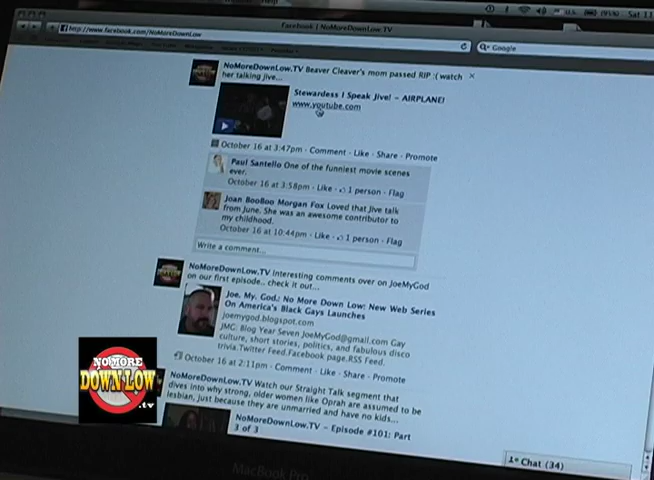 Sat 11
Facebook | NoMoreDownLow.TV
http://www.facebook.com/NoMoreDownLow
Google
NoMoreDownLow.TV Beaver Cleaver's mom passed RIP :( watch
her talking jive...
Stewardess I Speak Jive! - AIRPLANE!
www.youtube.com
October 16 at 3:47pm · Comment · Like · Share · Promote
Paul Santello One of the funniest movie scenes
ever.
October 16 at 3:58pm · Like · 1 person · Flag
Joan BooBoo Morgan Fox Loved that Jive talk
from June. She was an awesome contributor to
my childhood.
October 16 at 10:44pm · Like · 1 person · Flag
Write a comment...
NoMoreDownLow.TV Interesting comments over on JoeMyGod
on our first episode.. check it out...
Joe. My. God.: No More Down Low: New Web Series
On America's Black Gays Launches
joemygod.blogspot.com
JMG: Blog Year Seven JoeMyGod@gmail.com Gay
culture, short stories, politics, and fabulous disco
trivia.Twitter Feed.Facebook page.RSS Feed.
October 16 at 2:11pm · Comment · Like · Share · Promote
NoMoreDownLow.TV Watch our Straight Talk segment that
dives into why strong, older women like Oprah are assumed to be
lesbian, just because they are unmarried and have no kids...
NoMoreDownLow.TV - Episode #101: Part
3 of 3
NO MORE
DOWN LOW
.tv
Chat (34)
MacBook Pro